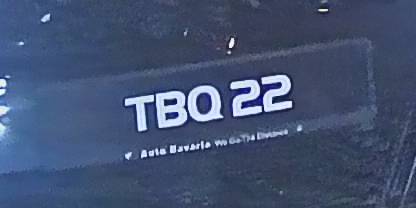 TBQ 22
Auto Bavaria We Go The Distance